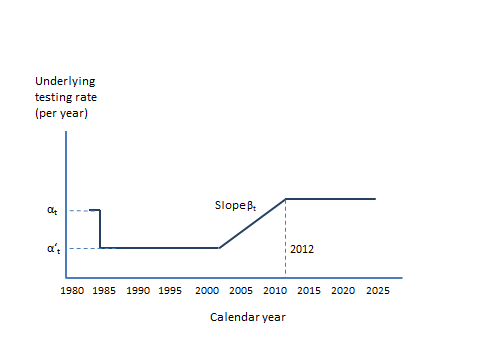 Underlying
testing rate
(per year)
αt
α't
Slope βt
2012
1980 1985 1990 1995 2000 2005 2010 2015 2020 2025
Calendar year